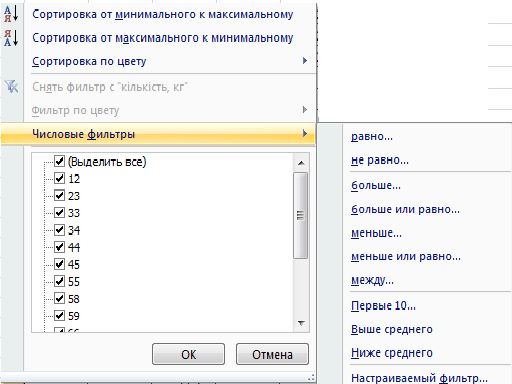 Сортировка от минимального к максимальному
Сортировка от максимального к минимальному
Сортировка по цвету
Снять фильтр с "кількість, кг"
Фильтр по цвету
Числовые фильтры
(Выделить все)
12
23
33
34
44
45
55
58
59
66
ОК
Отмена
равно...
не равно...
больше...
больше или равно...
меньше...
меньше или равно...
между...
Первые 10...
Выше среднего
Ниже среднего
Настраиваемый фильтр...